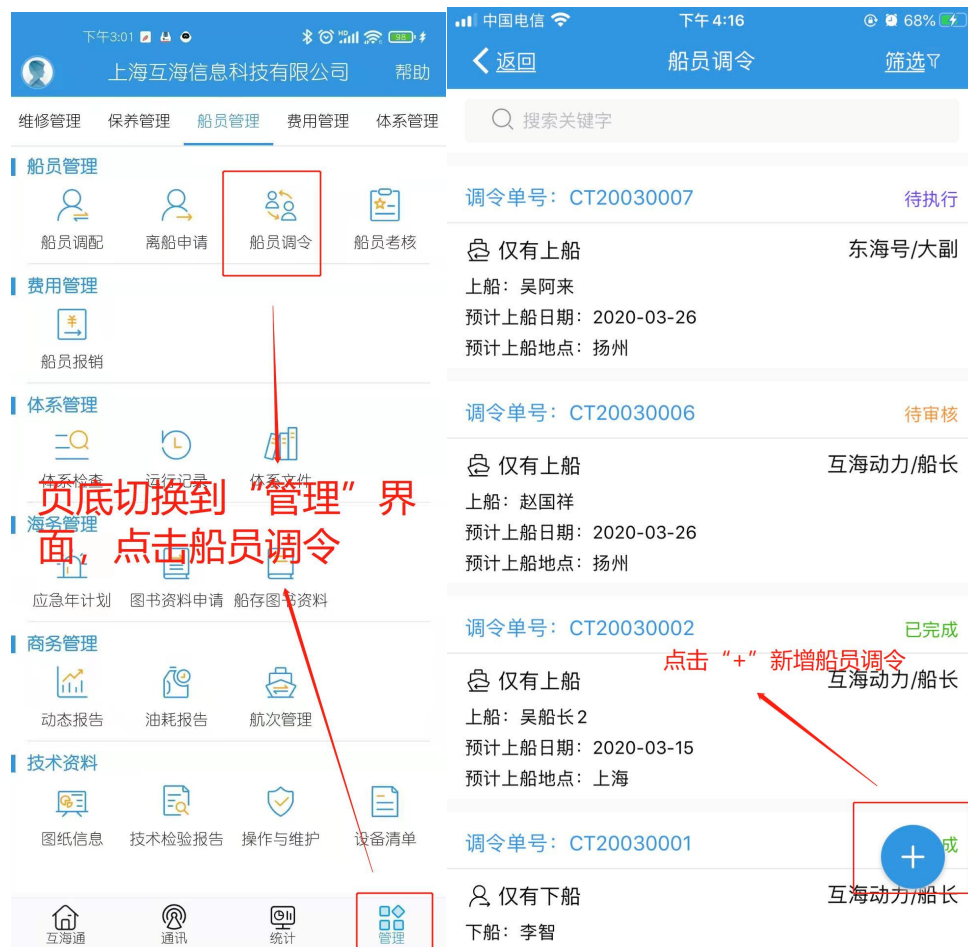 下午3:01
98
上海互海信息科技有限公司
帮助
维修管理 保养管理 船员管理 费用管理 体系管理
船员管理
船员调配 离船申请 船员调令 船员考核
费用管理
船员报销
体系管理
体系检查 运行记录 体系文件
页底切换到“管理”界
面，点击船员调令
海务管理
应急年计划 图书资料申请 船存图书资料
商务管理
动态报告 油耗报告 航次管理
技术资料
图纸信息 技术检验报告 操作与维护 设备清单
互海通 通讯 统计 管理
中国电信 下午4:16 68%
返回 船员调令 筛选
搜索关键字
调令单号：CT20030007 待执行
仅有上船 东海号/大副
上船：吴阿来
预计上船日期：2020-03-26
预计上船地点：扬州
调令单号：CT20030006 待审核
仅有上船 互海动力/船长
上船：赵国祥
预计上船日期：2020-03-26
预计上船地点：扬州
调令单号：CT20030002 已完成
点击“+”新增船员调令
仅有上船 互海动力/船长
上船：吴船长2
预计上船日期：2020-03-15
预计上船地点：上海
调令单号：CT20030001 成
仅有下船 互海动力/船长
下船：李智